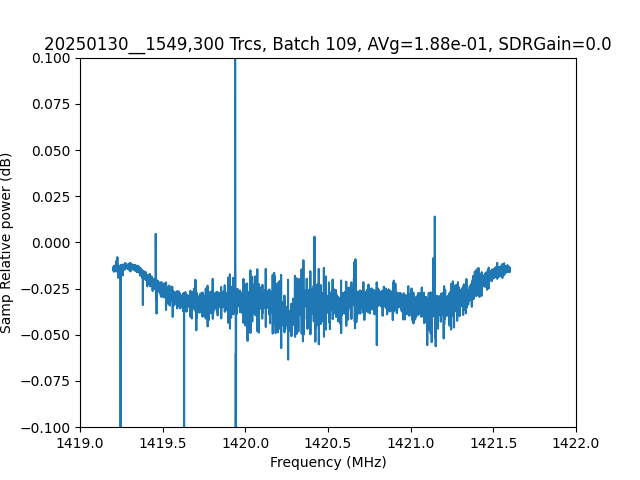 20250130__1549,300 Trcs, Batch 109, AVg=1.88e-01, SDRGain=0.0
0.100
0.075
0.050
0.025
0.000
−0.025
−0.050
−0.075
−0.100
Samp Relative power (dB)
1419.0 1419.5 1420.0 1420.5 1421.0 1421.5 1422.0
Frequency (MHz)